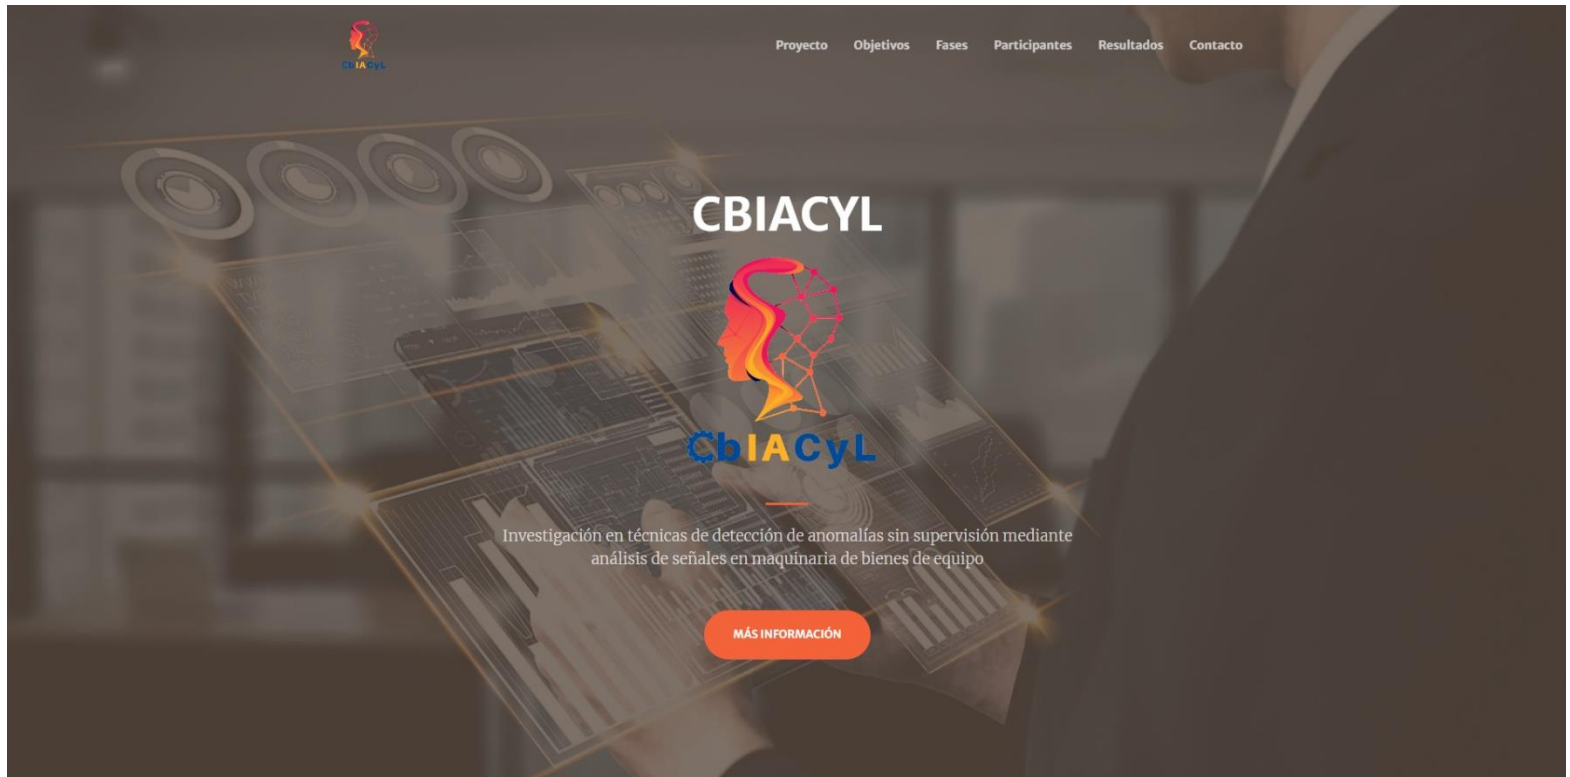 CbIACyL
Proyecto Objetivos Fases Participantes Resultados Contacto
CBIACYL
CbIACyL
Investigación en técnicas de detección de anomalías sin supervisión mediante
análisis de señales en maquinaria de bienes de equipo
MÁS INFORMACIÓN